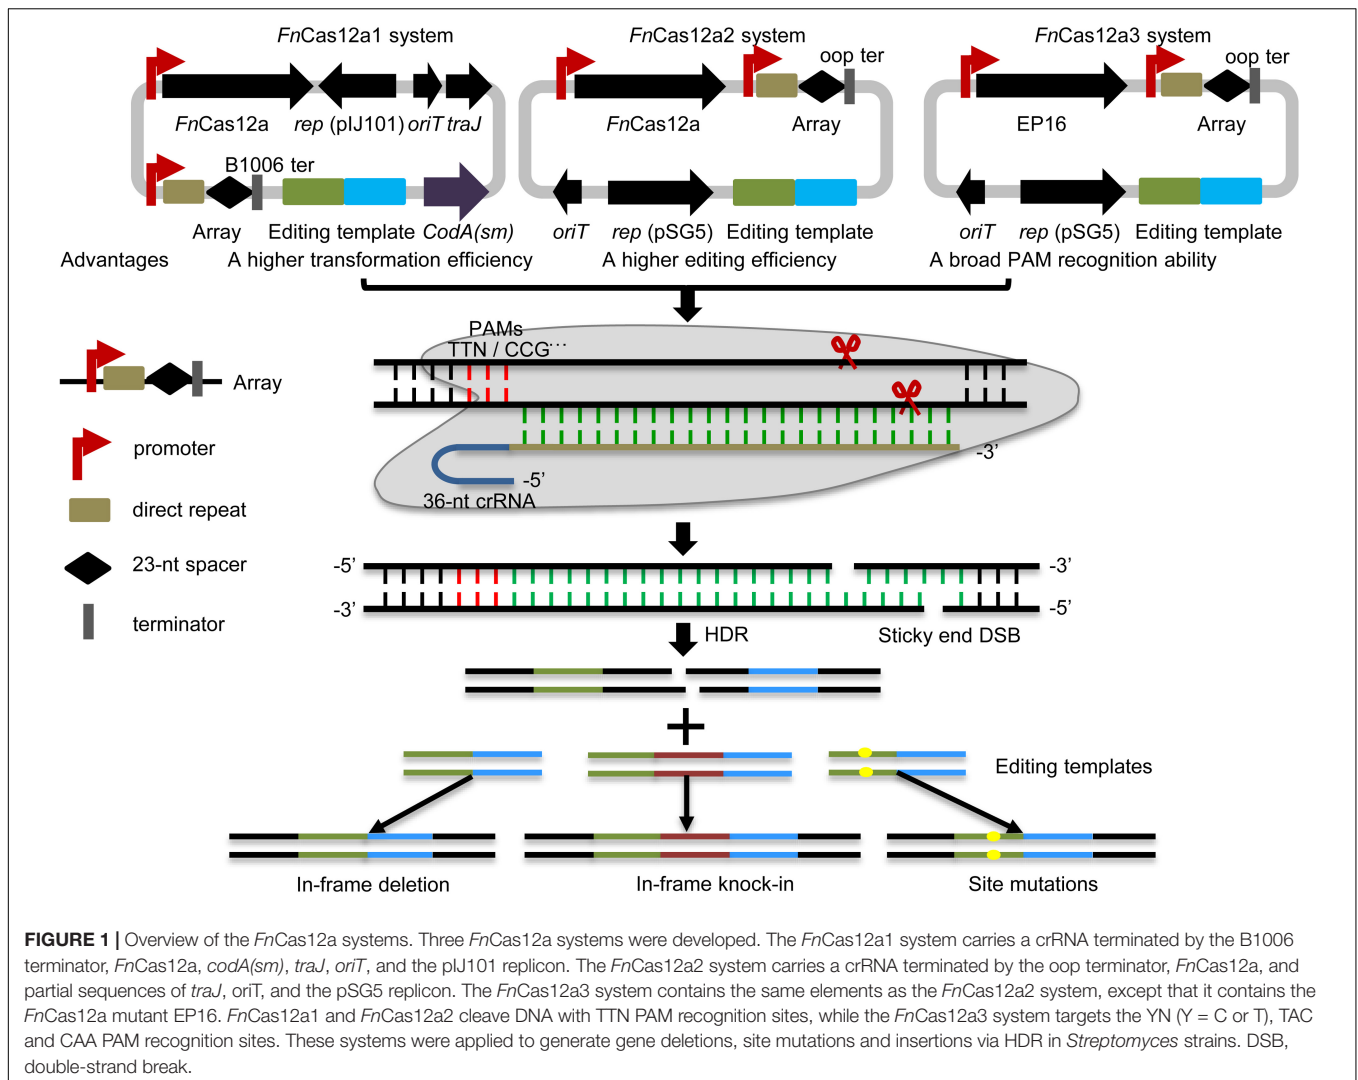 FnCas12a1 system
FnCas12a2 system
FnCas12a3 system
oop ter
oop ter
FnCas12a
rep (pIJ101)
oriT
traJ
FnCas12a
Array
EP16
Array
B1006 ter
Array
Editing template
CodA(sm)
oriT
rep (pSG5)
Editing template
oriT
rep (pSG5)
Editing template
Advantages
A higher transformation efficiency
A higher editing efficiency
A broad PAM recognition ability
PAMs
TTN / CCG...
Array
promoter
direct repeat
23-nt spacer
terminator
-3’
-5’
36-nt crRNA
-5’
-3’
-3’
-5’
HDR
Sticky end DSB
Editing templates
In-frame deletion
In-frame knock-in
Site mutations
FIGURE 1 | Overview of the FnCas12a systems. Three FnCas12a systems were developed. The FnCas12a1 system carries a crRNA terminated by the B1006
terminator, FnCas12a, codA(sm), traJ, oriT, and the pIJ101 replicon. The FnCas12a2 system carries a crRNA terminated by the oop terminator, FnCas12a, and
partial sequences of traJ, oriT, and the pSG5 replicon. The FnCas12a3 system contains the same elements as the FnCas12a2 system, except that it contains the
FnCas12a mutant EP16. FnCas12a1 and FnCas12a2 cleave DNA with TTN PAM recognition sites, while the FnCas12a3 system targets the YN (Y = C or T), TAC
and CAA PAM recognition sites. These systems were applied to generate gene deletions, site mutations and insertions via HDR in Streptomyces strains. DSB,
double-strand break.